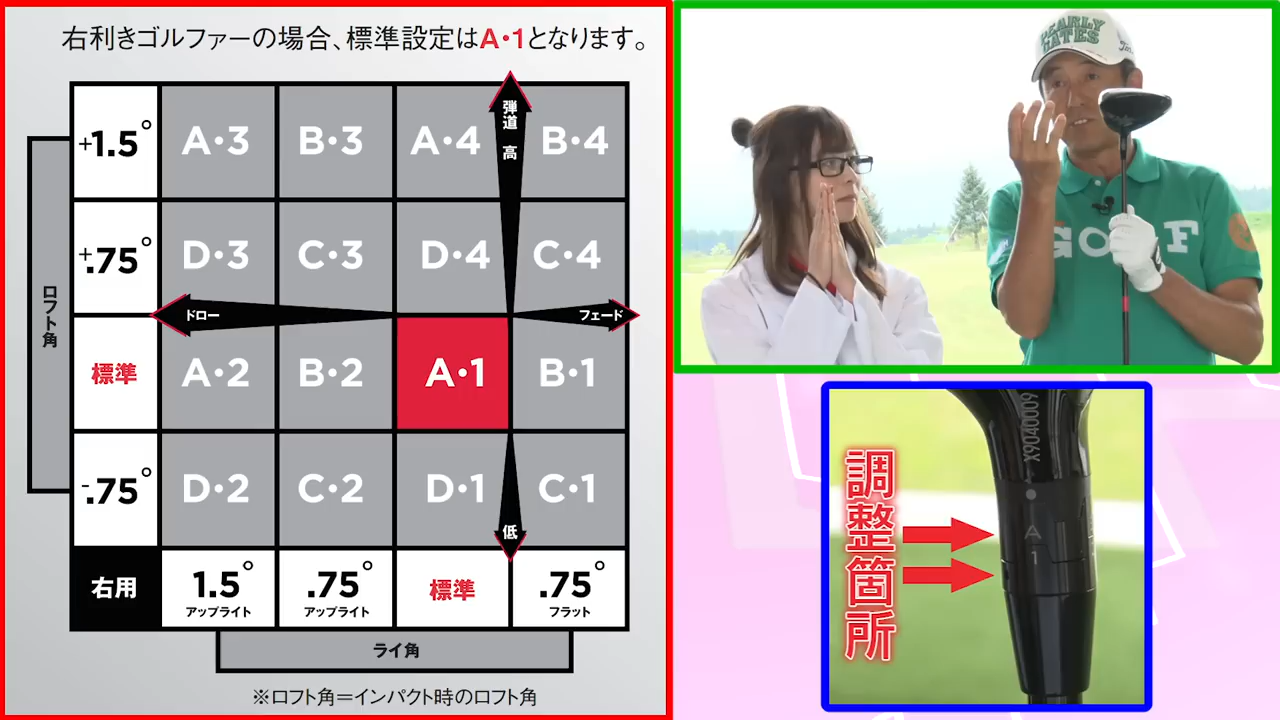 右利きゴルファーの場合、標準設定はA・1となります。
+1.5° A・3 B・3 A・4 B・4
+.75° D・3 C・3 D・4 C・4
標準 A・2 B・2 A・1 B・1
-.75° D・2 C・2 D・1 C・1
右用 1.5° アップライト .75° アップライト 標準 .75° フラット
ロフト角
弾道 高
ドロー
フェード
低
ライ角
※ロフト角＝インパクト時のロフト角
PEARLY
GATES
GOLF
調整箇所
X9040009
A
1